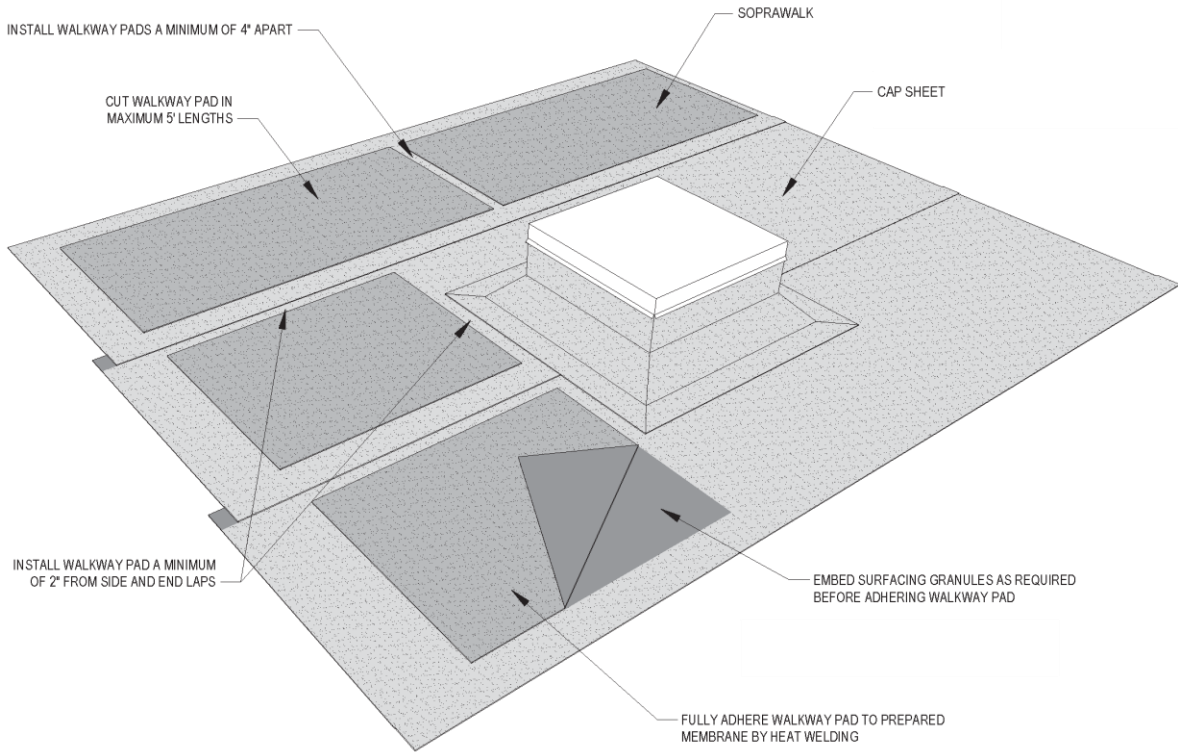 INSTALL WALKWAY PADS A MINIMUM OF 4" APART
SOPRAWALK
CUT WALKWAY PAD IN
MAXIMUM 5' LENGTHS
CAP SHEET
INSTALL WALKWAY PAD A MINIMUM
OF 2" FROM SIDE AND END LAPS
EMBED SURFACING GRANULES AS REQUIRED
BEFORE ADHERING WALKWAY PAD
FULLY ADHERE WALKWAY PAD TO PREPARED
MEMBRANE BY HEAT WELDING